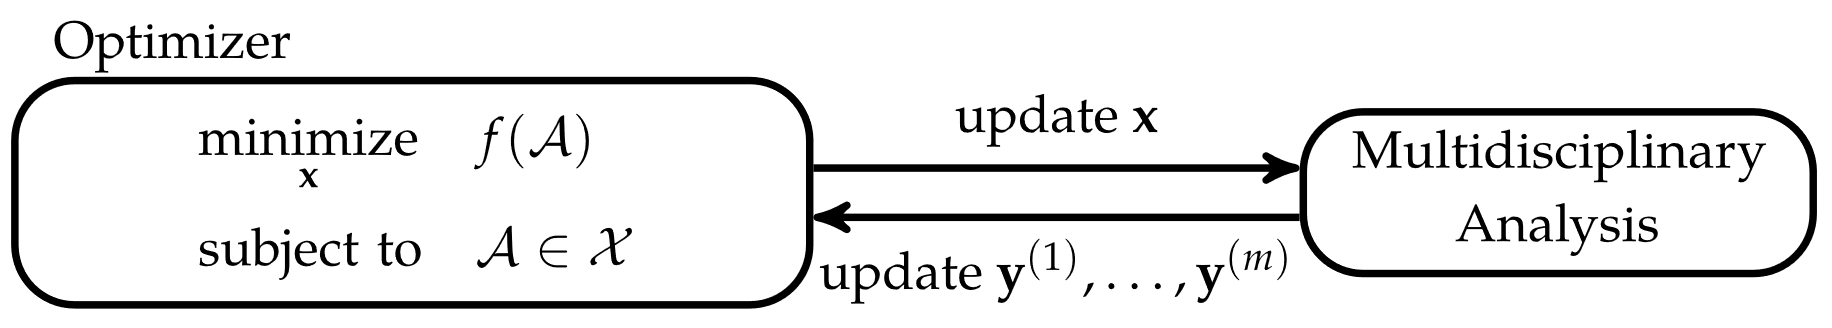 Optimizer
minimize f(𝒜)
x
subject to 𝒜 ∈ 𝒳
update x
update y⁽¹⁾, . . . , y⁽ᵐ⁾
Multidisciplinary
Analysis